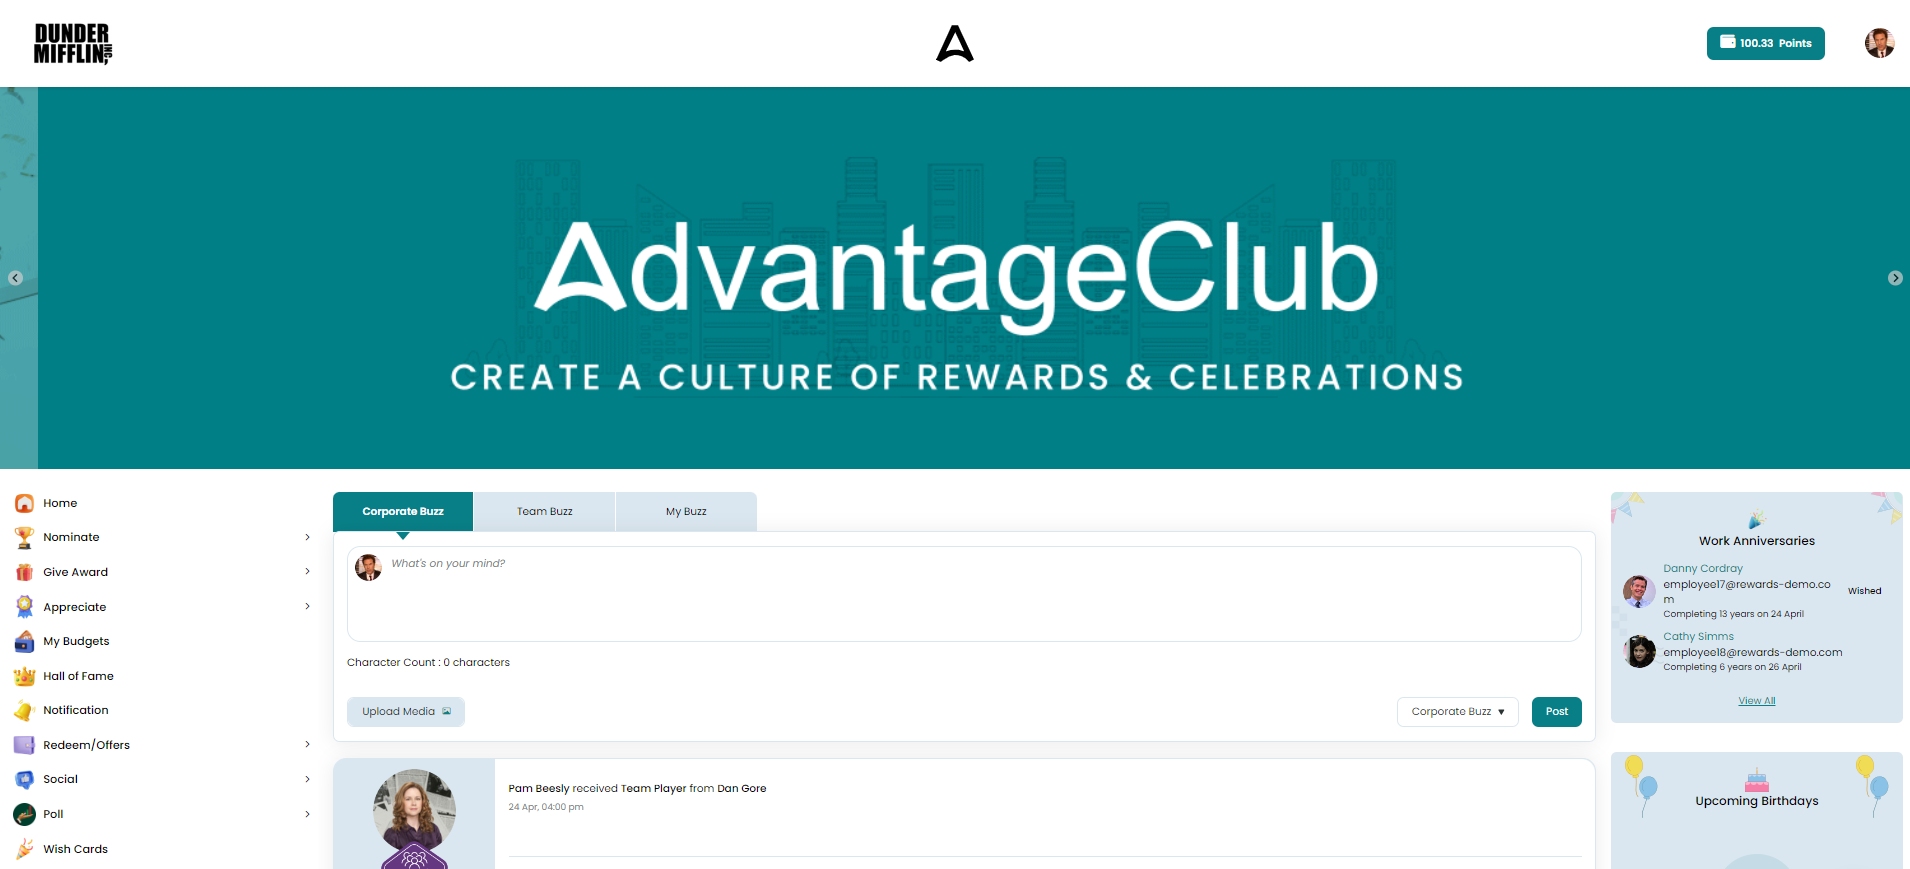 DUNDER
MIFFLIN, INC
100.33 Points
AdvantageClub
CREATE A CULTURE OF REWARDS & CELEBRATIONS
Home
Nominate
Give Award
Appreciate
My Budgets
Hall of Fame
Notification
Redeem/Offers
Social
Poll
Wish Cards
Corporate Buzz
Team Buzz
My Buzz
What's on your mind?
Character Count : 0 characters
Upload Media
Corporate Buzz ▼
Post
Pam Beesly received Team Player from Dan Gore
24 Apr, 04:00 pm
Work Anniversaries
Danny Cordray
employee17@rewards-demo.co
m
Completing 13 years on 24 April
Wished
Cathy Simms
employee18@rewards-demo.com
Completing 6 years on 26 April
View All
Upcoming Birthdays